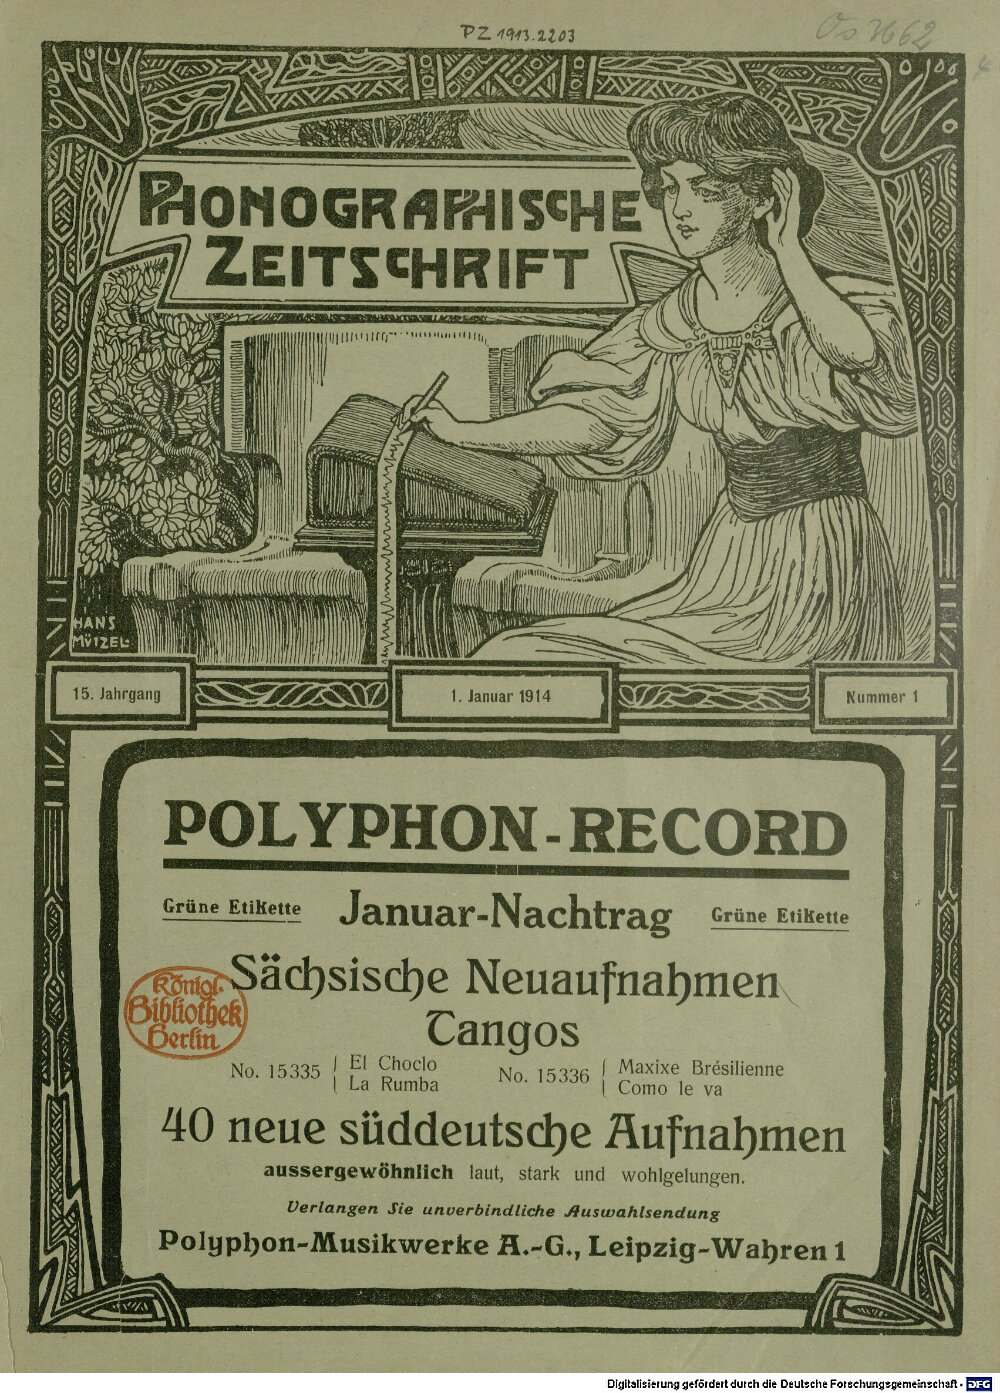 PZ 1913.2203
Os 3662
PHONOGRAPHISCHE
ZEITSCHRIFT
HANS
MÜTZEL
15. Jahrgang
1. Januar 1914
Nummer 1
POLYPHON-RECORD
Grüne Etikette
Januar-Nachtrag
Grüne Etikette
Sächsische Neuaufnahmen
Tangos
Königl.
Bibliothek
Berlin
No. 15335 { El Choclo
La Rumba
No. 15336 { Maxixe Brésilienne
Como le va
40 neue süddeutsche Aufnahmen
aussergewöhnlich laut, stark und wohlgelungen.
Verlangen Sie unverbindliche Auswahlsendung
Polyphon-Musikwerke A.-G., Leipzig-Wahren 1
Digitalisierung gefördert durch die Deutsche Forschungsgemeinschaft - DFG